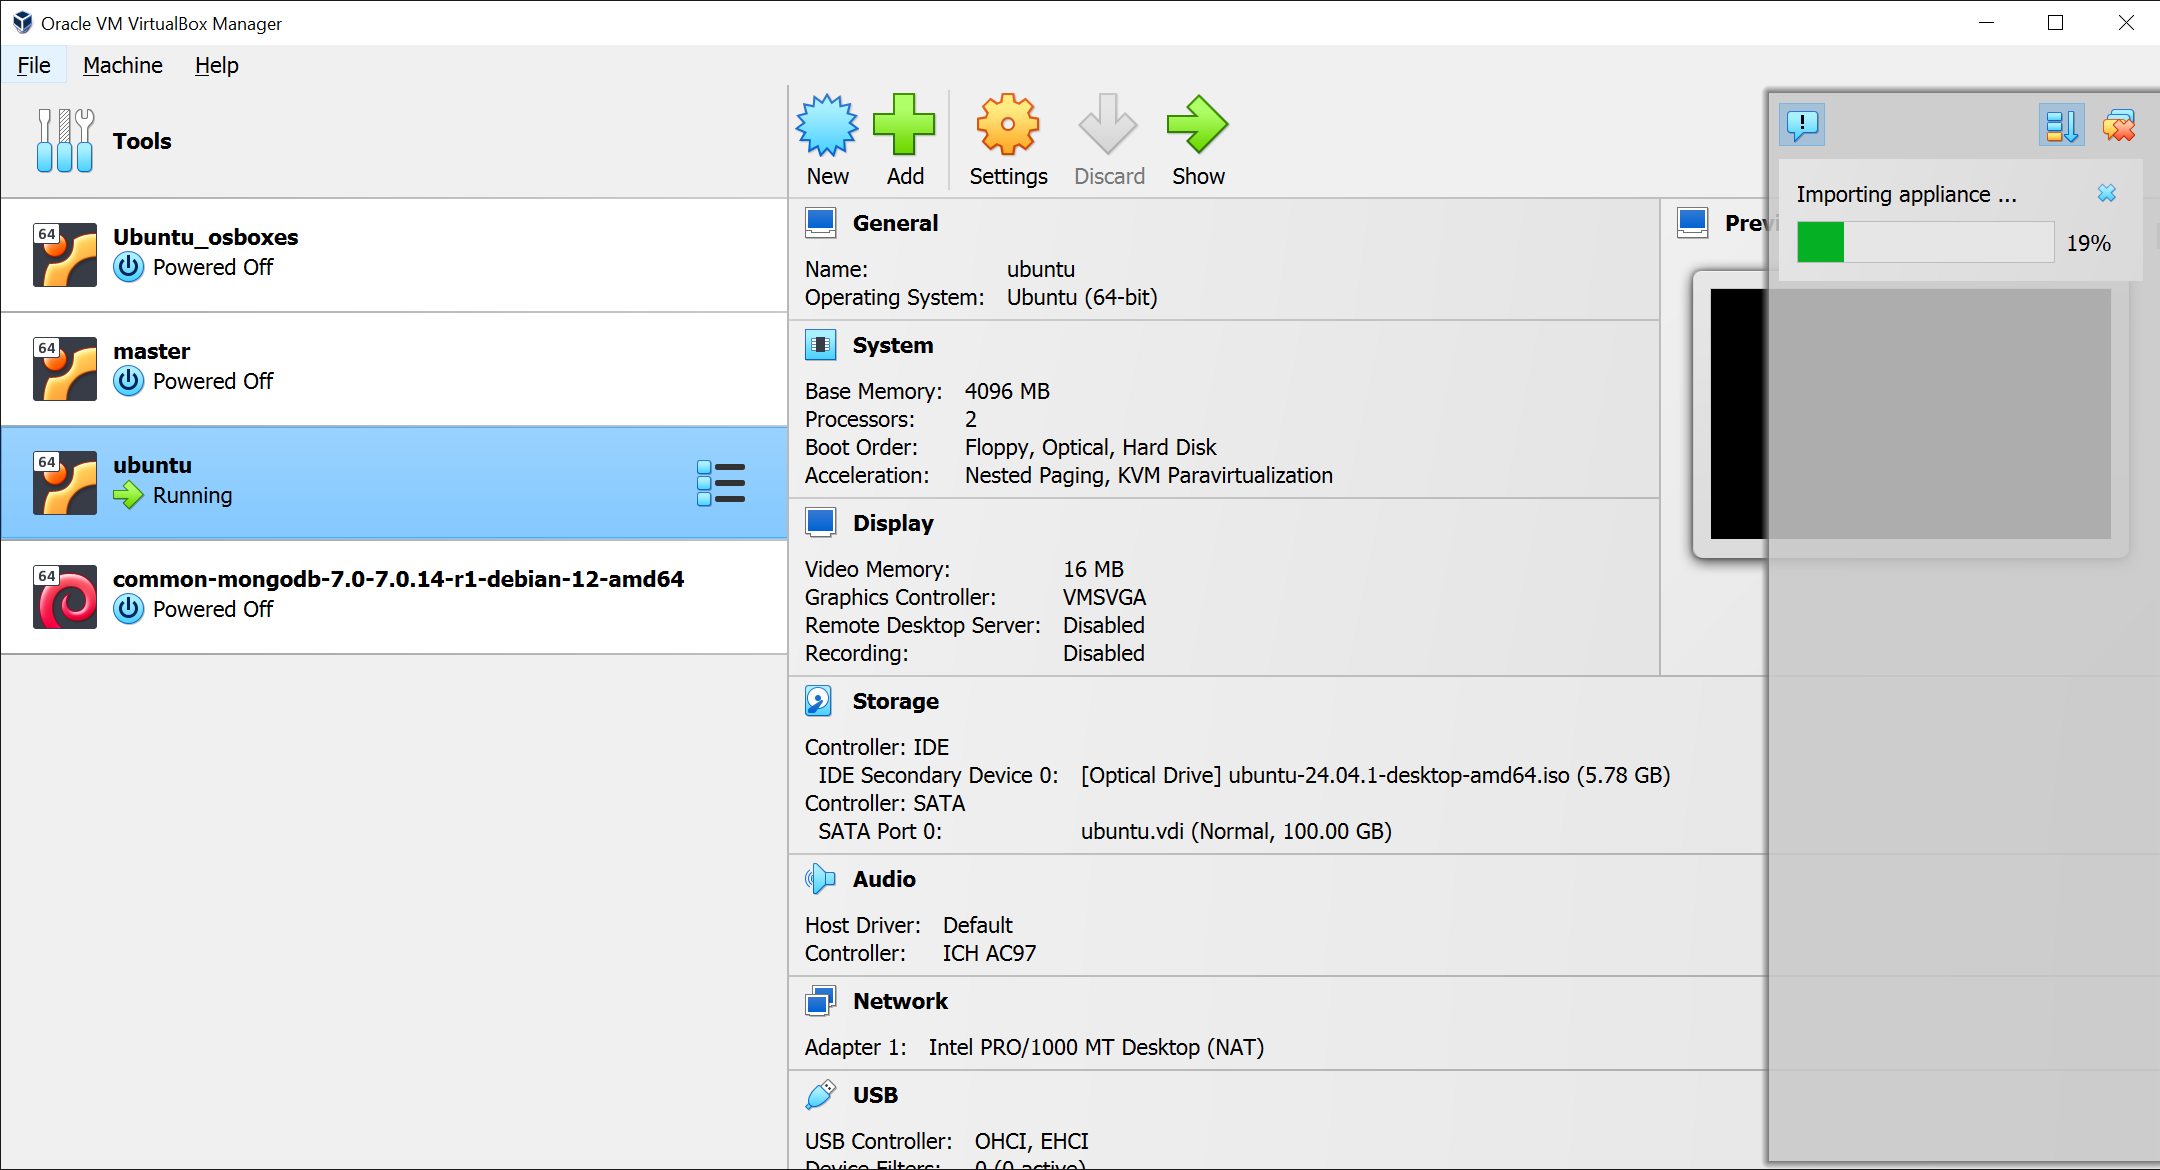 Oracle VM VirtualBox Manager
File Machine Help
Tools
New Add Settings Discard Show
64 Ubuntu_osboxes
Powered Off
64 master
Powered Off
64 ubuntu
Running
64 common-mongodb-7.0-7.0.14-r1-debian-12-amd64
Powered Off
General
Name: ubuntu
Operating System: Ubuntu (64-bit)
System
Base Memory: 4096 MB
Processors: 2
Boot Order: Floppy, Optical, Hard Disk
Acceleration: Nested Paging, KVM Paravirtualization
Display
Video Memory: 16 MB
Graphics Controller: VMSVGA
Remote Desktop Server: Disabled
Recording: Disabled
Storage
Controller: IDE
IDE Secondary Device 0: [Optical Drive] ubuntu-24.04.1-desktop-amd64.iso (5.78 GB)
Controller: SATA
SATA Port 0: ubuntu.vdi (Normal, 100.00 GB)
Audio
Host Driver: Default
Controller: ICH AC97
Network
Adapter 1: Intel PRO/1000 MT Desktop (NAT)
USB
USB Controller: OHCI, EHCI
Device Filters: 0 (0 active)
Previ
Importing appliance ...
19%